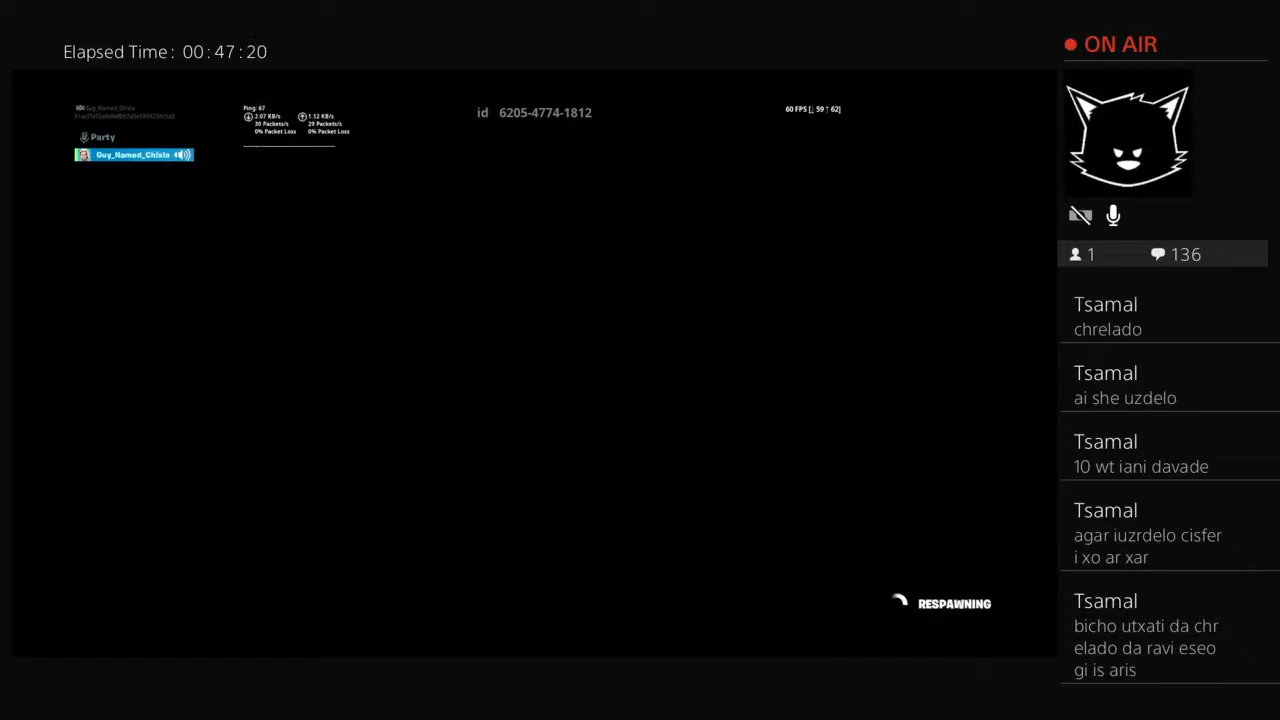 Elapsed Time: 00:47:20
ON AIR
Guy_Named_Chixla
Party
Guy_Named_Chixla
Ping: 67
2.07 KB/s
1.12 KB/s
30 Packets/s
29 Packets/s
0% Packet Loss
0% Packet Loss
id 6205-4774-1812
60 FPS [↓ 59 ↑ 62]
1
136
Tsamal
chrelado
Tsamal
ai she uzdelo
Tsamal
10 wt iani davade
Tsamal
agar iuzrdelo cisfer
i xo ar xar
Tsamal
bicho utxati da chr
elado da ravi eseo
gi is aris
RESPAWNING